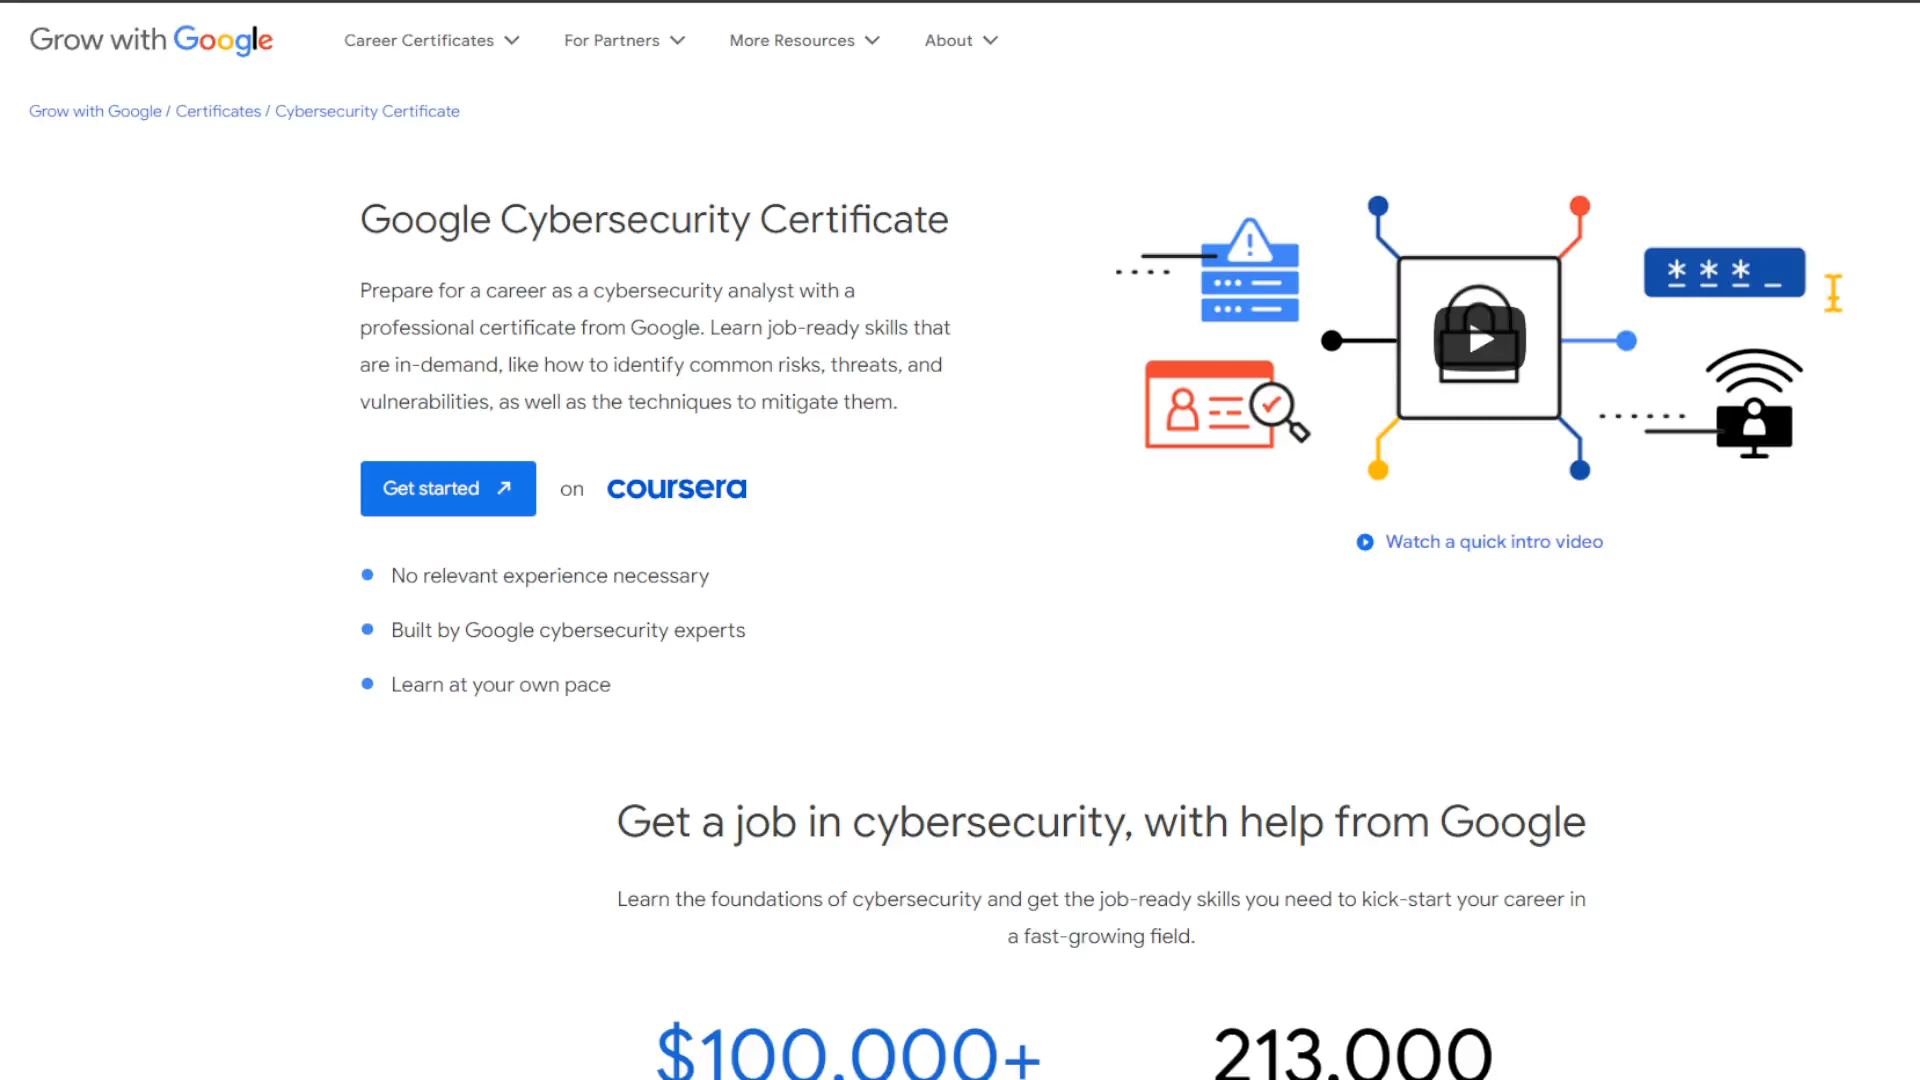 Grow with Google
Career Certificates
For Partners
More Resources
About
Grow with Google / Certificates / Cybersecurity Certificate
Google Cybersecurity Certificate
Prepare for a career as a cybersecurity analyst with a
professional certificate from Google. Learn job-ready skills that
are in-demand, like how to identify common risks, threats, and
vulnerabilities, as well as the techniques to mitigate them.
Get started
on
coursera
No relevant experience necessary
Built by Google cybersecurity experts
Learn at your own pace
* * * _
Watch a quick intro video
Get a job in cybersecurity, with help from Google
Learn the foundations of cybersecurity and get the job-ready skills you need to kick-start your career in
a fast-growing field.
$100,000+
213,000